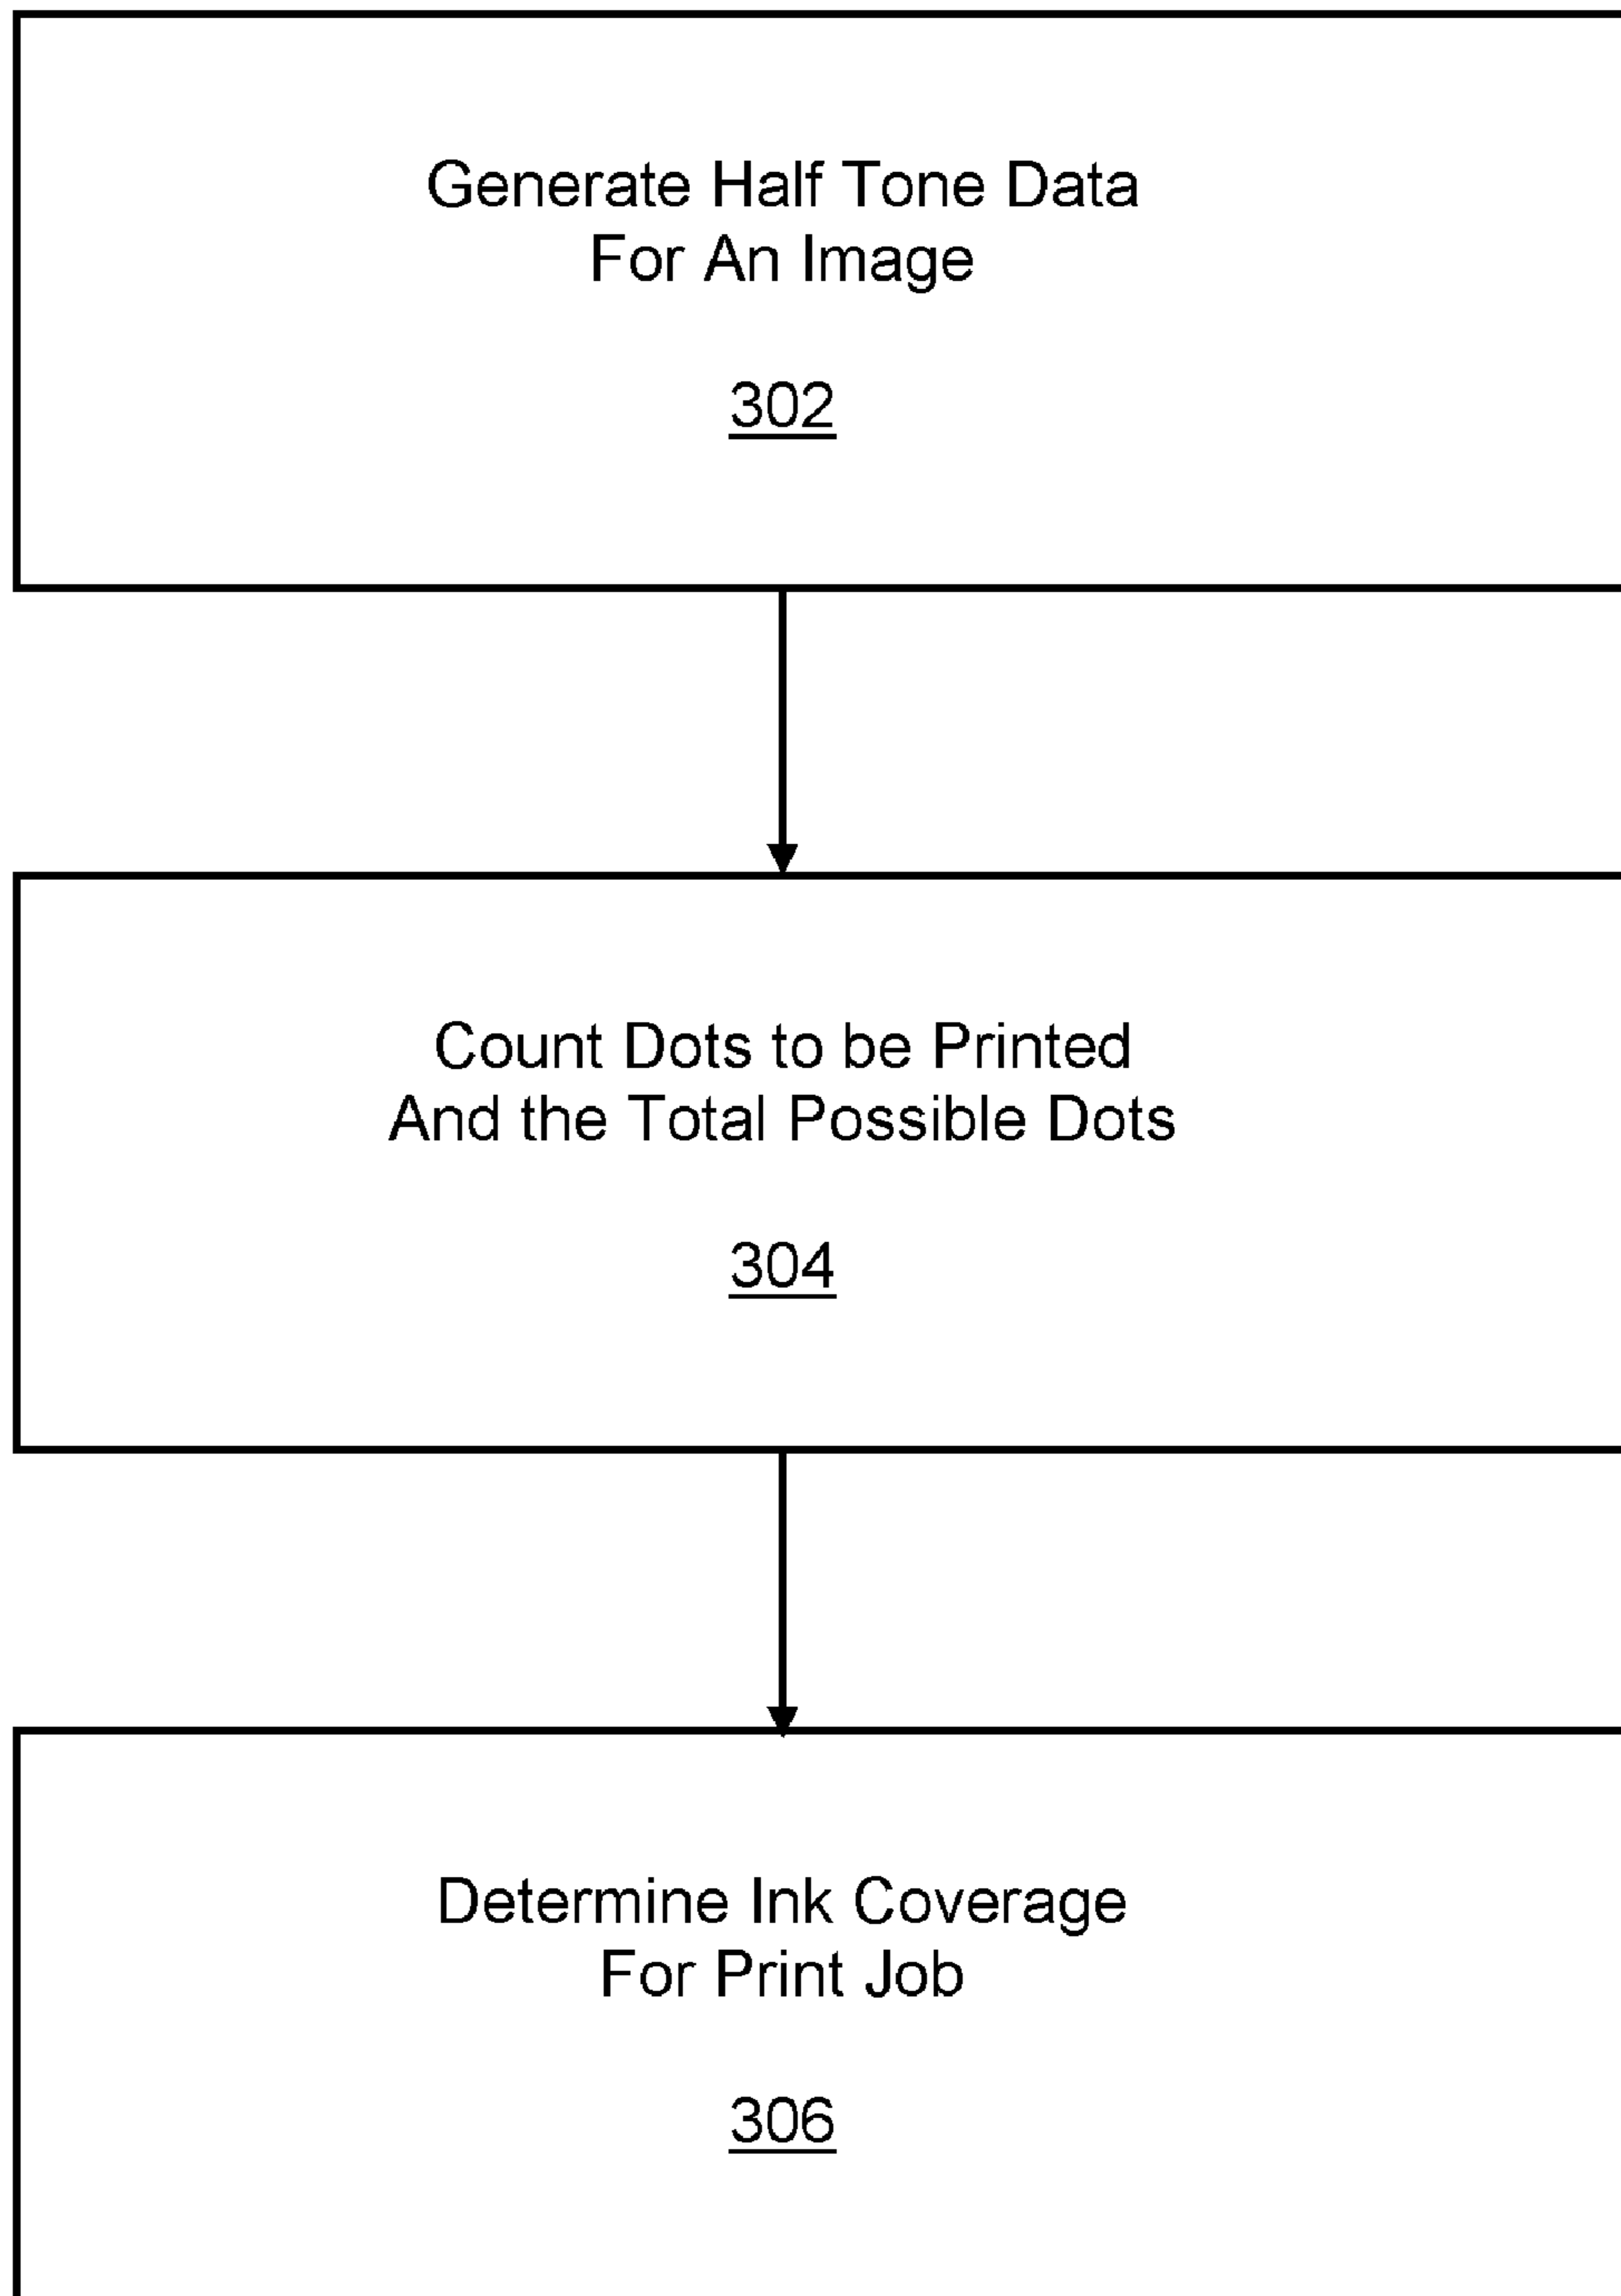 Generate Half Tone Data
For An Image
302
Count Dots to be Printed
And the Total Possible Dots
304
Determine Ink Coverage
For Print Job
306